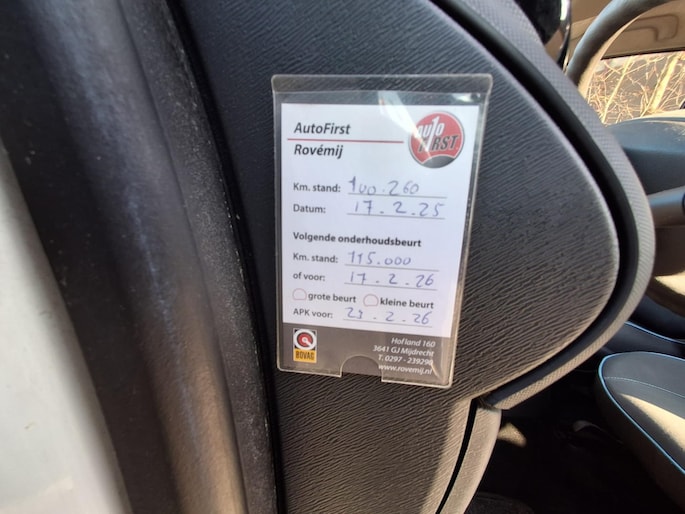 AutoFirst
Rovémij
AUTO FIRST
Km. stand: 100.260
Datum: 17.2.25
Volgende onderhoudsbeurt
Km. stand: 115.000
of voor: 17.2.26
grote beurt kleine beurt
APK voor: 23.2.26
Hofland 160
3641 GJ Mijdrecht
T. 0297 - 239290
www.rovemij.nl
ROVAG